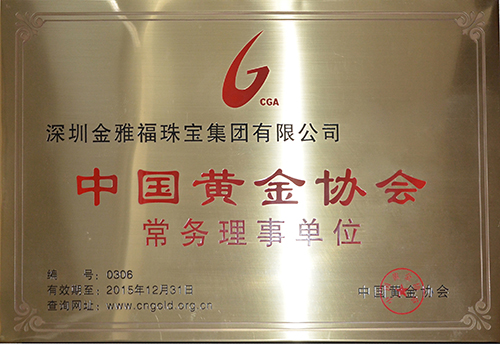 CGA
深圳金雅福珠宝集团有限公司
中国黄金协会
常务理事单位
编 号:0306
有效期至:2015年12月31日
查询网址:www.cngold.org.cn
中国黄金协会